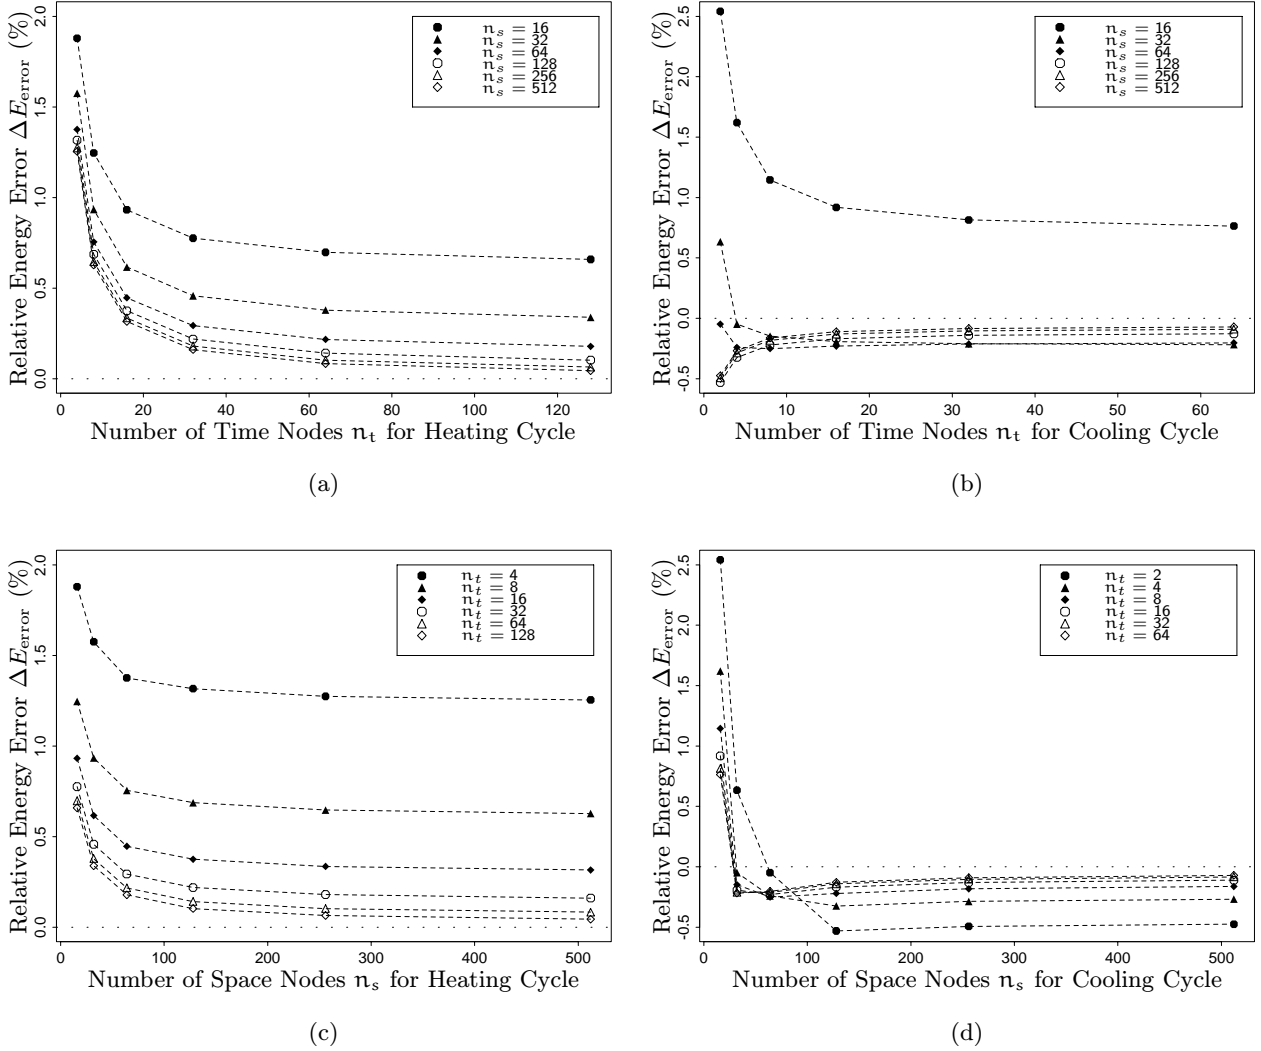 Relative Energy Error ΔE_error (%)
0.0 0.5 1.0 1.5 2.0
n_s = 16
n_s = 32
n_s = 64
n_s = 128
n_s = 256
n_s = 512
0 20 40 60 80 100 120
Number of Time Nodes n_t for Heating Cycle
(a)
Relative Energy Error ΔE_error (%)
-0.5 0.0 0.5 1.0 1.5 2.0 2.5
n_s = 16
n_s = 32
n_s = 64
n_s = 128
n_s = 256
n_s = 512
0 10 20 30 40 50 60
Number of Time Nodes n_t for Cooling Cycle
(b)
Relative Energy Error ΔE_error (%)
0.0 0.5 1.0 1.5 2.0
n_t = 4
n_t = 8
n_t = 16
n_t = 32
n_t = 64
n_t = 128
0 100 200 300 400 500
Number of Space Nodes n_s for Heating Cycle
(c)
Relative Energy Error ΔE_error (%)
-0.5 0.0 0.5 1.0 1.5 2.0 2.5
n_t = 2
n_t = 4
n_t = 8
n_t = 16
n_t = 32
n_t = 64
0 100 200 300 400 500
Number of Space Nodes n_s for Cooling Cycle
(d)